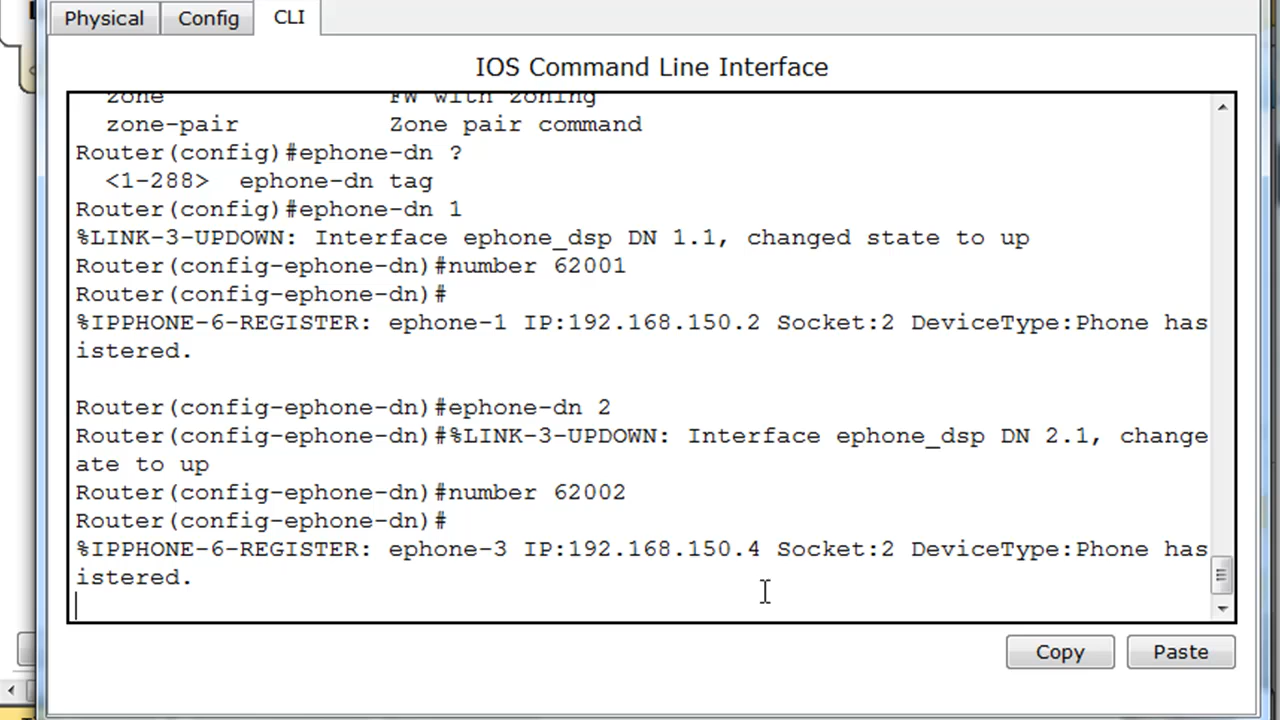 Physical
Config
CLI
IOS Command Line Interface
zone FW with zoning
zone-pair Zone pair command
Router(config)#ephone-dn ?
<1-288> ephone-dn tag
Router(config)#ephone-dn 1
%LINK-3-UPDOWN: Interface ephone_dsp DN 1.1, changed state to up
Router(config-ephone-dn)#number 62001
Router(config-ephone-dn)#
%IPPHONE-6-REGISTER: ephone-1 IP:192.168.150.2 Socket:2 DeviceType:Phone has
istered.
Router(config-ephone-dn)#ephone-dn 2
Router(config-ephone-dn)#%LINK-3-UPDOWN: Interface ephone_dsp DN 2.1, change
ate to up
Router(config-ephone-dn)#number 62002
Router(config-ephone-dn)#
%IPPHONE-6-REGISTER: ephone-3 IP:192.168.150.4 Socket:2 DeviceType:Phone has
istered.
Copy
Paste